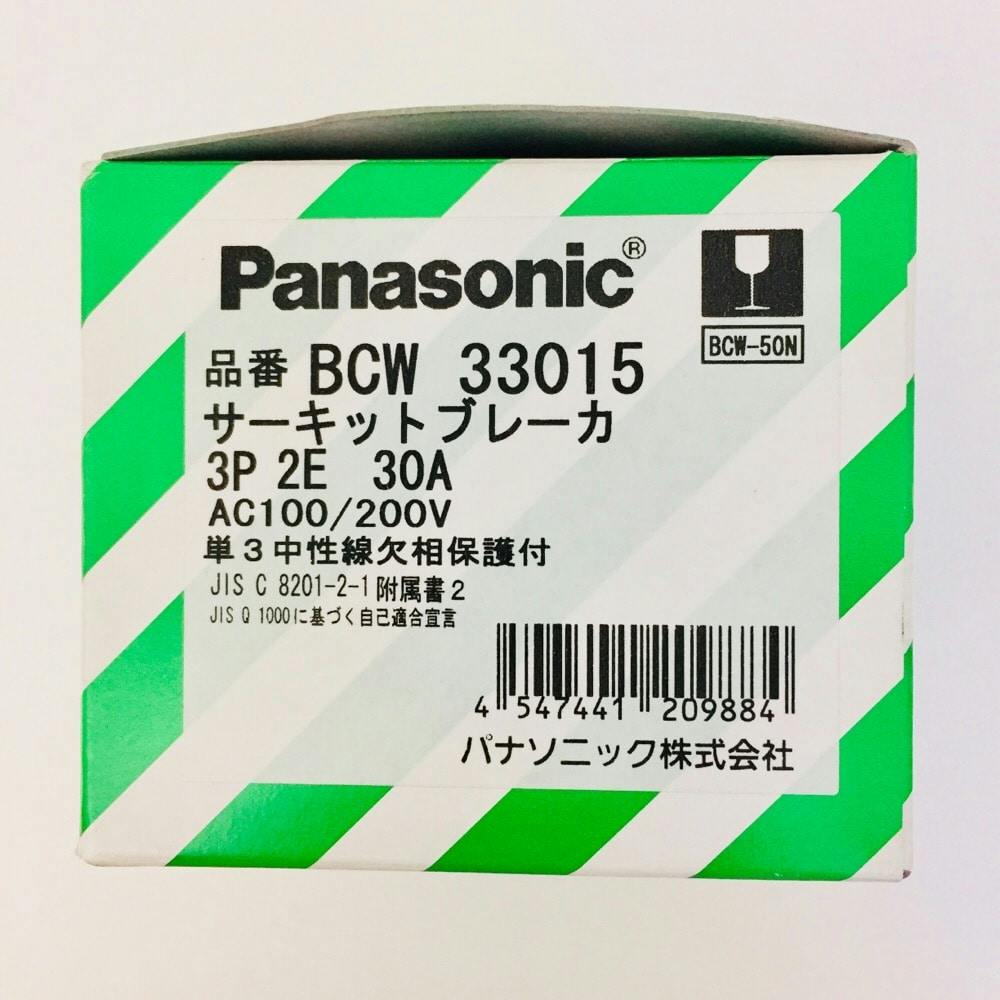 Panasonic®
BCW-50N
品番 BCW 33015
サーキットブレーカ
3P 2E 30A
AC100/200V
単3中性線欠相保護付
JIS C 8201-2-1附属書2
JIS Q 1000に基づく自己適合宣言
4 547441 209884
パナソニック株式会社